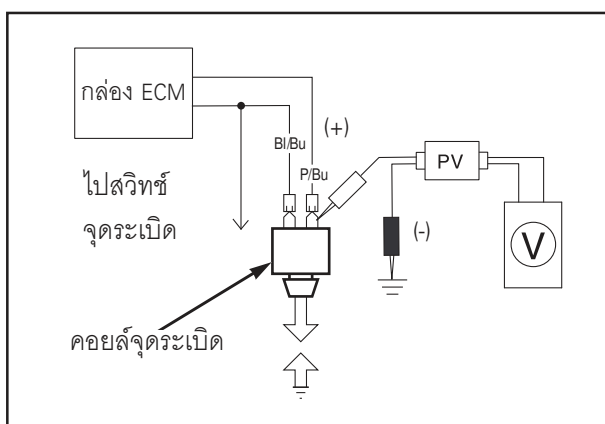 กล่อง ECM
(+)
Bl/Bu
P/Bu
PV
ไปสวิทช์
จุดระเบิด
(-)
V
คอยล์จุดระเบิด